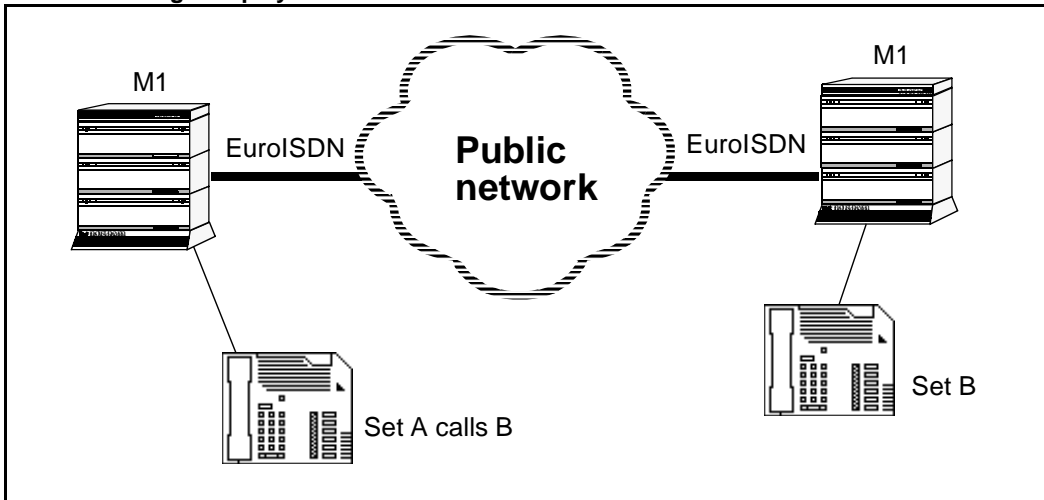 M1
M1
EuroISDN
Public
network
EuroISDN
Set A calls B
Set B